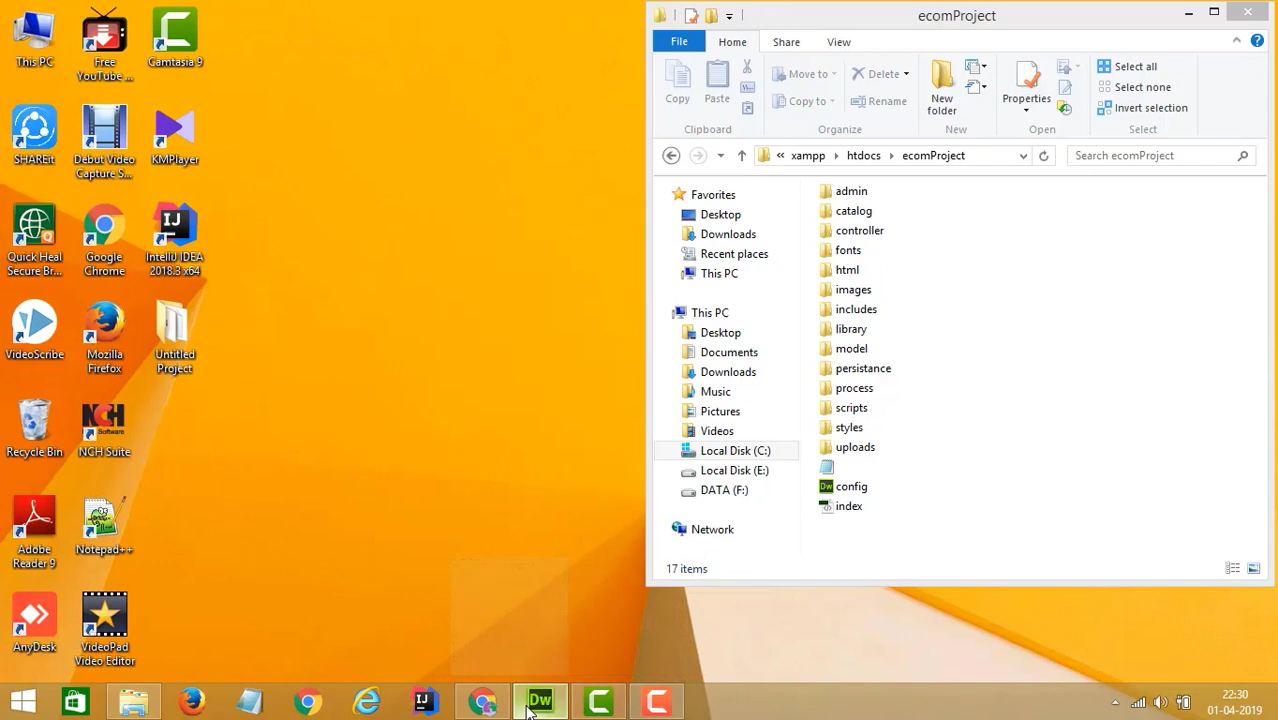 This PC
Free YouTube ...
Camtasia 9
SHAREit
Debut Video Capture S...
KMPlayer
Quick Heal Secure Br...
Google Chrome
IntelliJ IDEA 2018.3 x64
VideoScribe
Mozilla Firefox
Untitled Project
Recycle Bin
NCH Software
NCH Suite
Adobe Reader 9
Notepad++
AnyDesk
VideoPad Video Editor
ecomProject
File
Home
Share
View
Copy
Paste
Move to
Copy to
Delete
Rename
New folder
Properties
Select all
Select none
Invert selection
Clipboard
Organize
New
Open
Select
« xampp
htdocs
ecomProject
Search ecomProject
Favorites
Desktop
Downloads
Recent places
This PC
This PC
Desktop
Documents
Downloads
Music
Pictures
Videos
Local Disk (C:)
Local Disk (E:)
DATA (F:)
Network
admin
catalog
controller
fonts
html
images
includes
library
model
persistance
process
scripts
styles
uploads
Dw config
index
17 items
IJ
Dw
22:30
01-04-2019